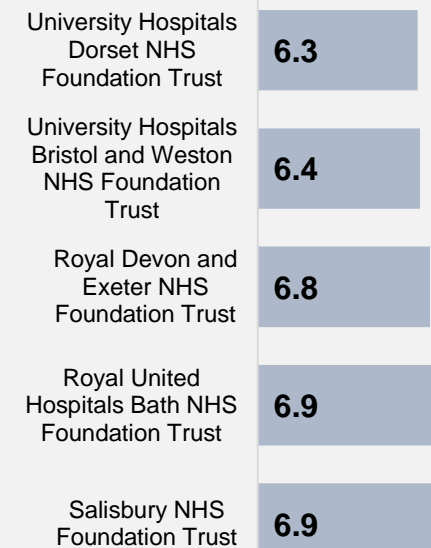 University Hospitals
Dorset NHS
Foundation Trust
6.3
University Hospitals
Bristol and Weston
NHS Foundation
Trust
6.4
Royal Devon and
Exeter NHS
Foundation Trust
6.8
Royal United
Hospitals Bath NHS
Foundation Trust
6.9
Salisbury NHS
Foundation Trust
6.9